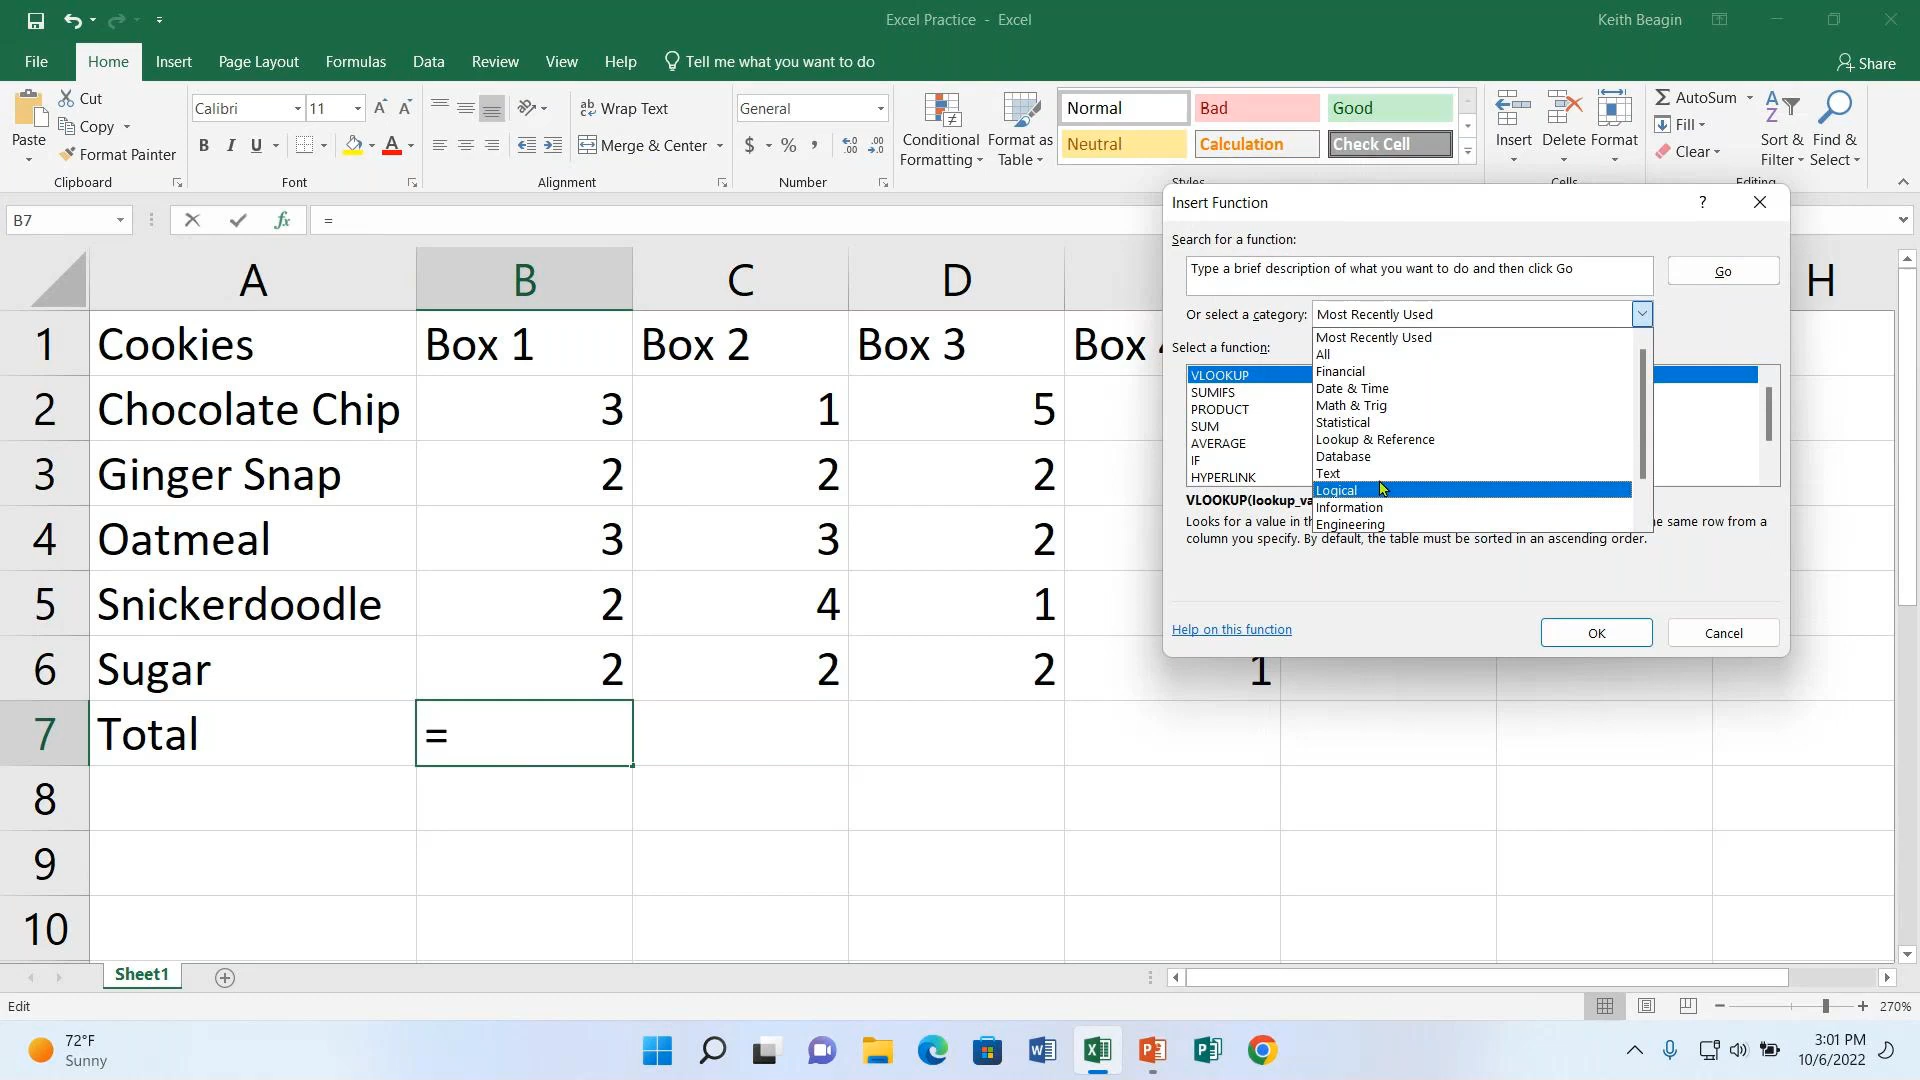 Excel Practice - Excel
Keith Beagin
File Home Insert Page Layout Formulas Data Review View Help Tell me what you want to do Share
Paste
Cut
Copy
Format Painter
Clipboard
Calibri 11
B I U
Font
Wrap Text
Merge & Center
Alignment
General
$ % ,
Number
Conditional Formatting
Format as Table
Normal Bad Good
Neutral Calculation Check Cell
Styles
Insert Delete Format
Cells
AutoSum
Fill
Clear
Sort & Filter
Find & Select
Editing
B7
fx =
A B C D H
1 Cookies Box 1 Box 2 Box 3 Box
2 Chocolate Chip 3 1 5
3 Ginger Snap 2 2 2
4 Oatmeal 3 3 2
5 Snickerdoodle 2 4 1
6 Sugar 2 2 2 1
7 Total =
8
9
10
Insert Function ?
Search for a function:
Type a brief description of what you want to do and then click Go
Go
Or select a category: Most Recently Used
Most Recently Used
All
Financial
Date & Time
Math & Trig
Statistical
Lookup & Reference
Database
Text
Logical
Information
Engineering
Select a function:
VLOOKUP
SUMIFS
PRODUCT
SUM
AVERAGE
IF
HYPERLINK
VLOOKUP(lookup_va
Looks for a value in th e same row from a
column you specify. By default, the table must be sorted in an ascending order.
Help on this function
OK
Cancel
Sheet1
Edit
270%
72°F
Sunny
3:01 PM
10/6/2022